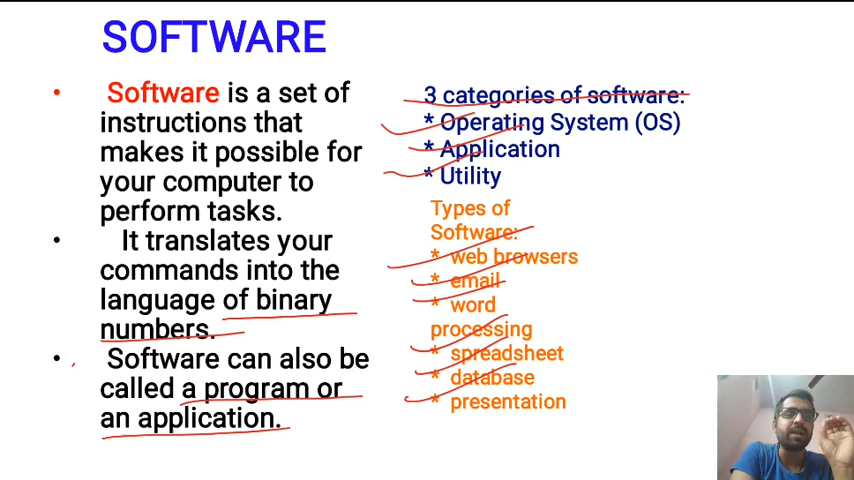 SOFTWARE
• Software is a set of
instructions that
makes it possible for
your computer to
perform tasks.
• It translates your
commands into the
language of binary
numbers.
• Software can also be
called a program or
an application.
3 categories of software:
* Operating System (OS)
* Application
* Utility
Types of
Software:
* web browsers
* email
* word
processing
* spreadsheet
* database
* presentation